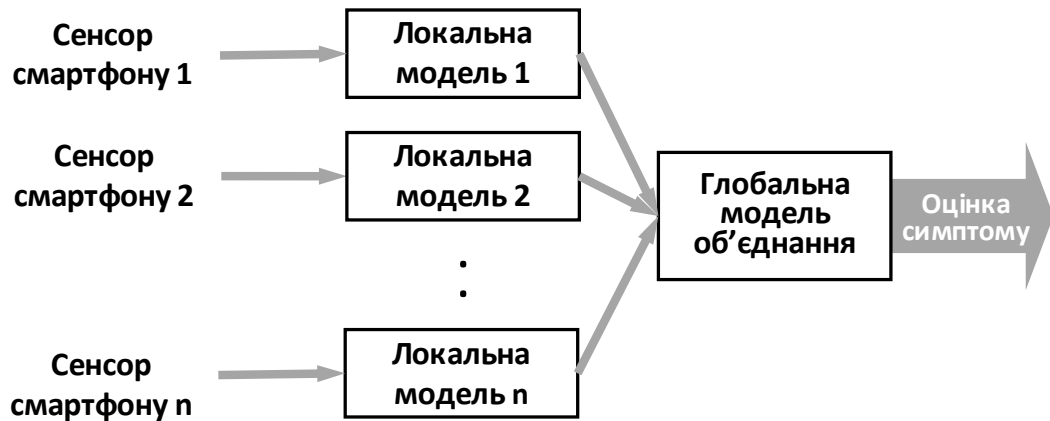 Сенсор
смартфону 1
Локальна
модель 1
Сенсор
смартфону 2
Локальна
модель 2
Глобальна
модель
об’єднання
Оцінка
симптому
:
Сенсор
смартфону n
Локальна
модель n